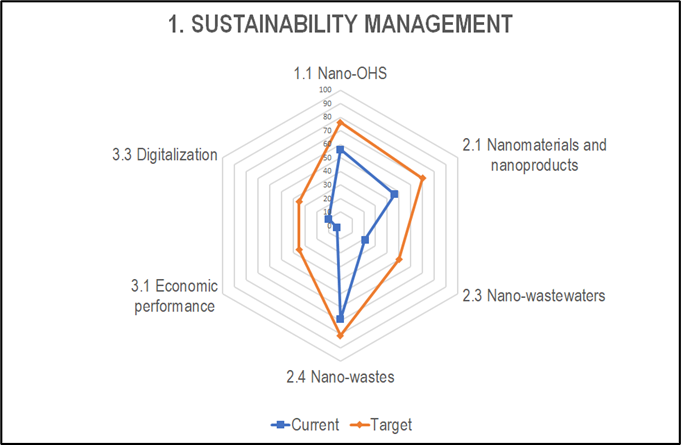 1. SUSTAINABILITY MANAGEMENT
1.1 Nano-OHS
100
90
80
70
60
50
40
30
20
10
0
3.3 Digitalization
2.1 Nanomaterials and
nanoproducts
3.1 Economic
performance
2.3 Nano-wastewaters
2.4 Nano-wastes
Current
Target